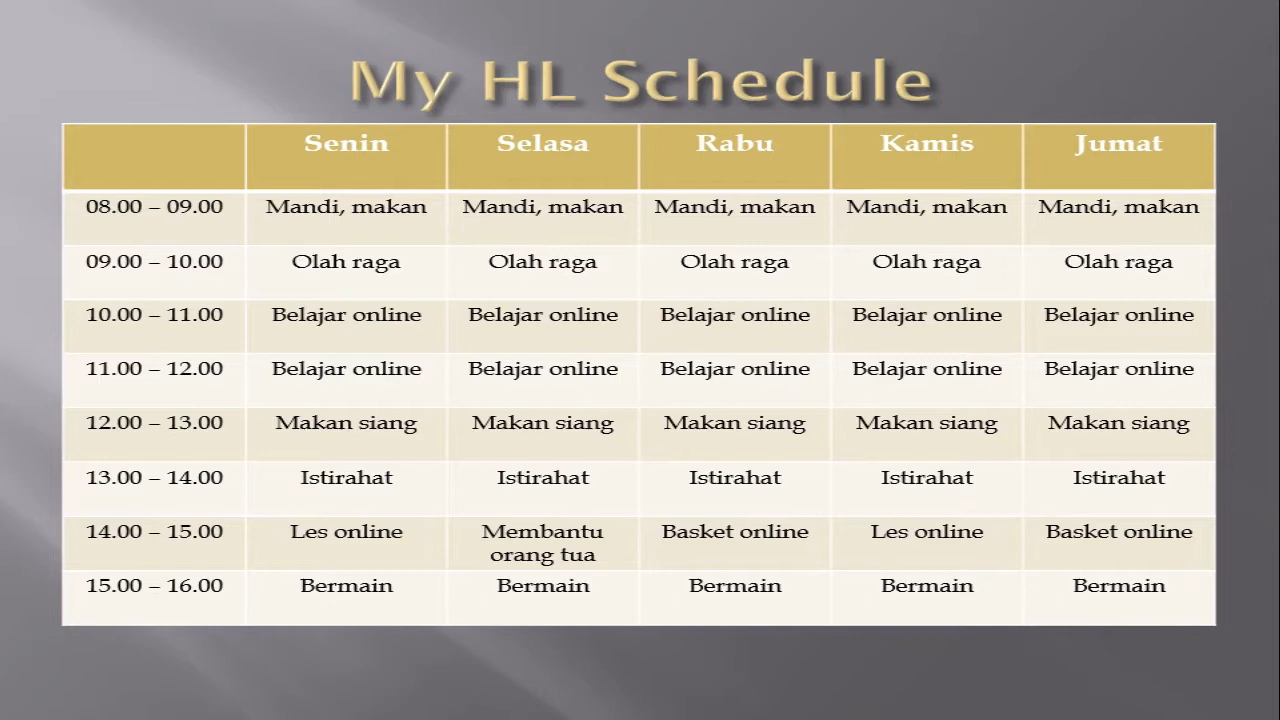 My HL Schedule
Senin Selasa Rabu Kamis Jumat
08.00 – 09.00 Mandi, makan Mandi, makan Mandi, makan Mandi, makan Mandi, makan
09.00 – 10.00 Olah raga Olah raga Olah raga Olah raga Olah raga
10.00 – 11.00 Belajar online Belajar online Belajar online Belajar online Belajar online
11.00 – 12.00 Belajar online Belajar online Belajar online Belajar online Belajar online
12.00 – 13.00 Makan siang Makan siang Makan siang Makan siang Makan siang
13.00 – 14.00 Istirahat Istirahat Istirahat Istirahat Istirahat
14.00 – 15.00 Les online Membantu Basket online Les online Basket online
orang tua
15.00 – 16.00 Bermain Bermain Bermain Bermain Bermain